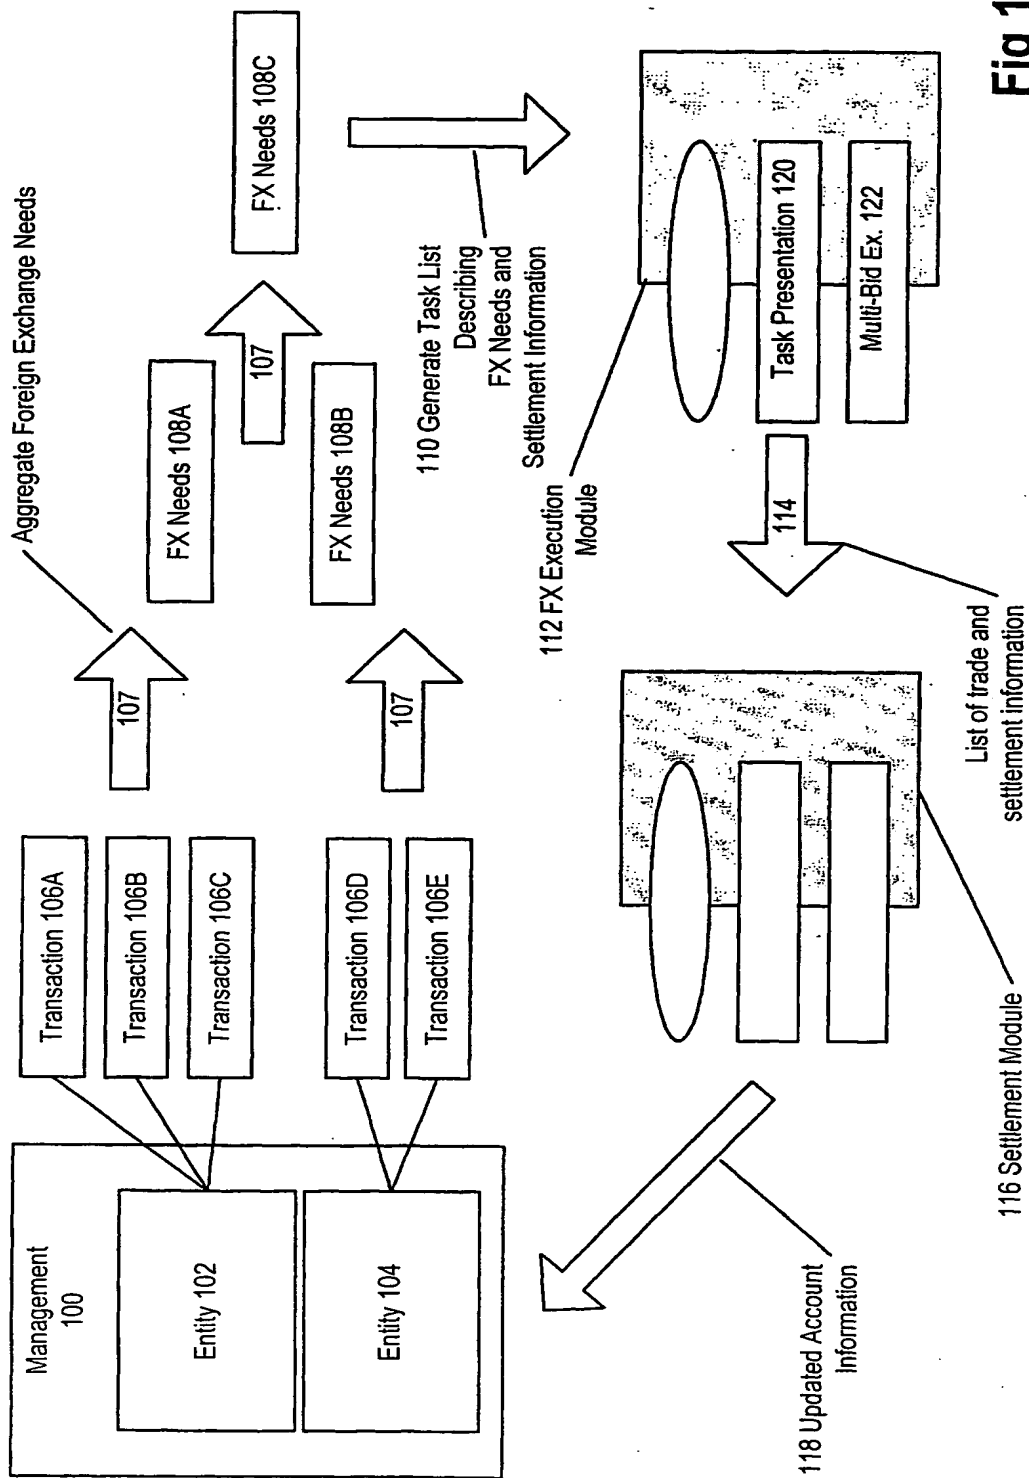 Management
100
Entity 102
Entity 104
Transaction 106A
Transaction 106B
Transaction 106C
Transaction 106D
Transaction 106E
107
107
Aggregate Foreign Exchange Needs
FX Needs 108A
FX Needs 108B
107
FX Needs 108C
110 Generate Task List
Describing
FX Needs and
Settlement Information
112 FX Execution
Module
Task Presentation 120
Multi-Bid Ex. 122
114
List of trade and
settlement information
116 Settlement Module
118 Updated Account
Information
Fig 1